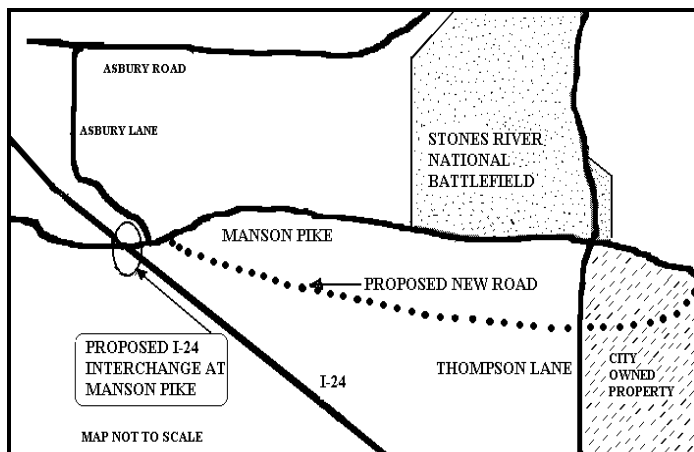 ASBURY ROAD
ASBURY LANE
STONES RIVER
NATIONAL
BATTLEFIELD
MANSON PIKE
PROPOSED NEW ROAD
PROPOSED I-24
INTERCHANGE AT
MANSON PIKE
I-24
THOMPSON LANE
CITY
OWNED
PROPERTY
MAP NOT TO SCALE